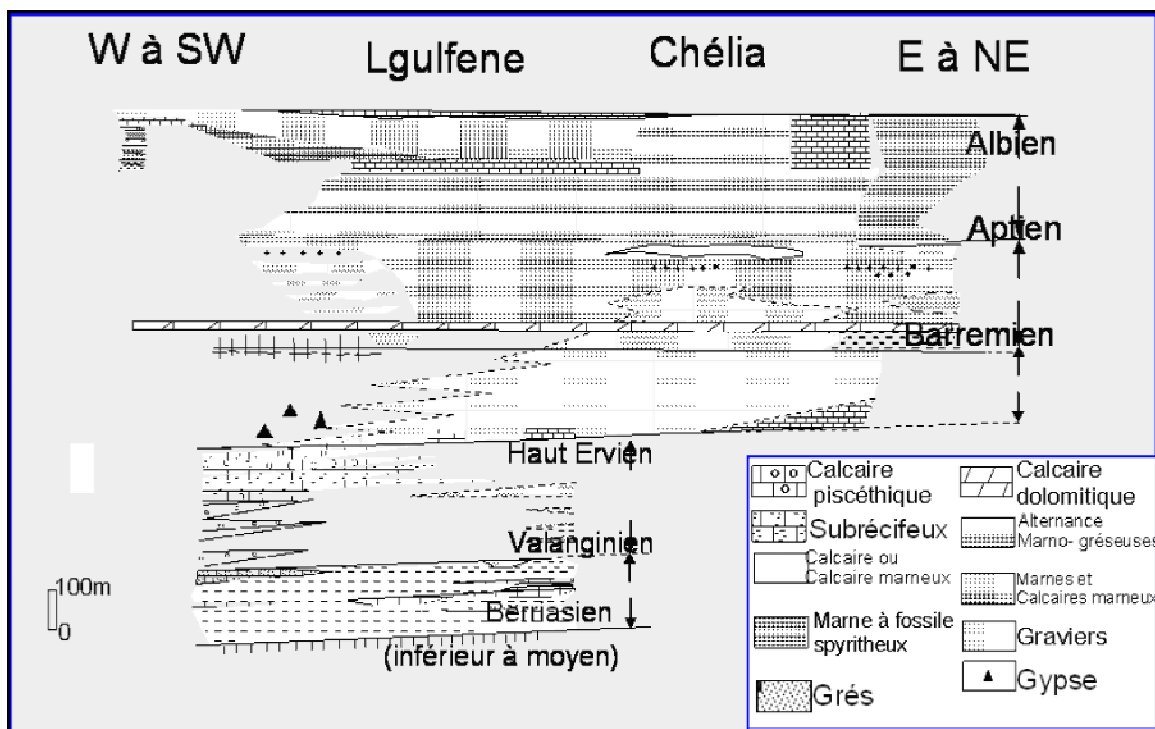 W à SW
Lgulfene
Chélia
E à NE
Albien
Aptien
Barremien
Haut Ervien
Valanginien
Berriasien
(inférieur à moyen)
100m
0
Calcaire
piscéthique
Subrécifeux
Calcaire ou
Calcaire marneux
Marne à fossile
spyritheux
Grés
Calcaire
dolomitique
Alternance
Marno- gréseuses
Marnes et
Calcaires marneux
Graviers
Gypse